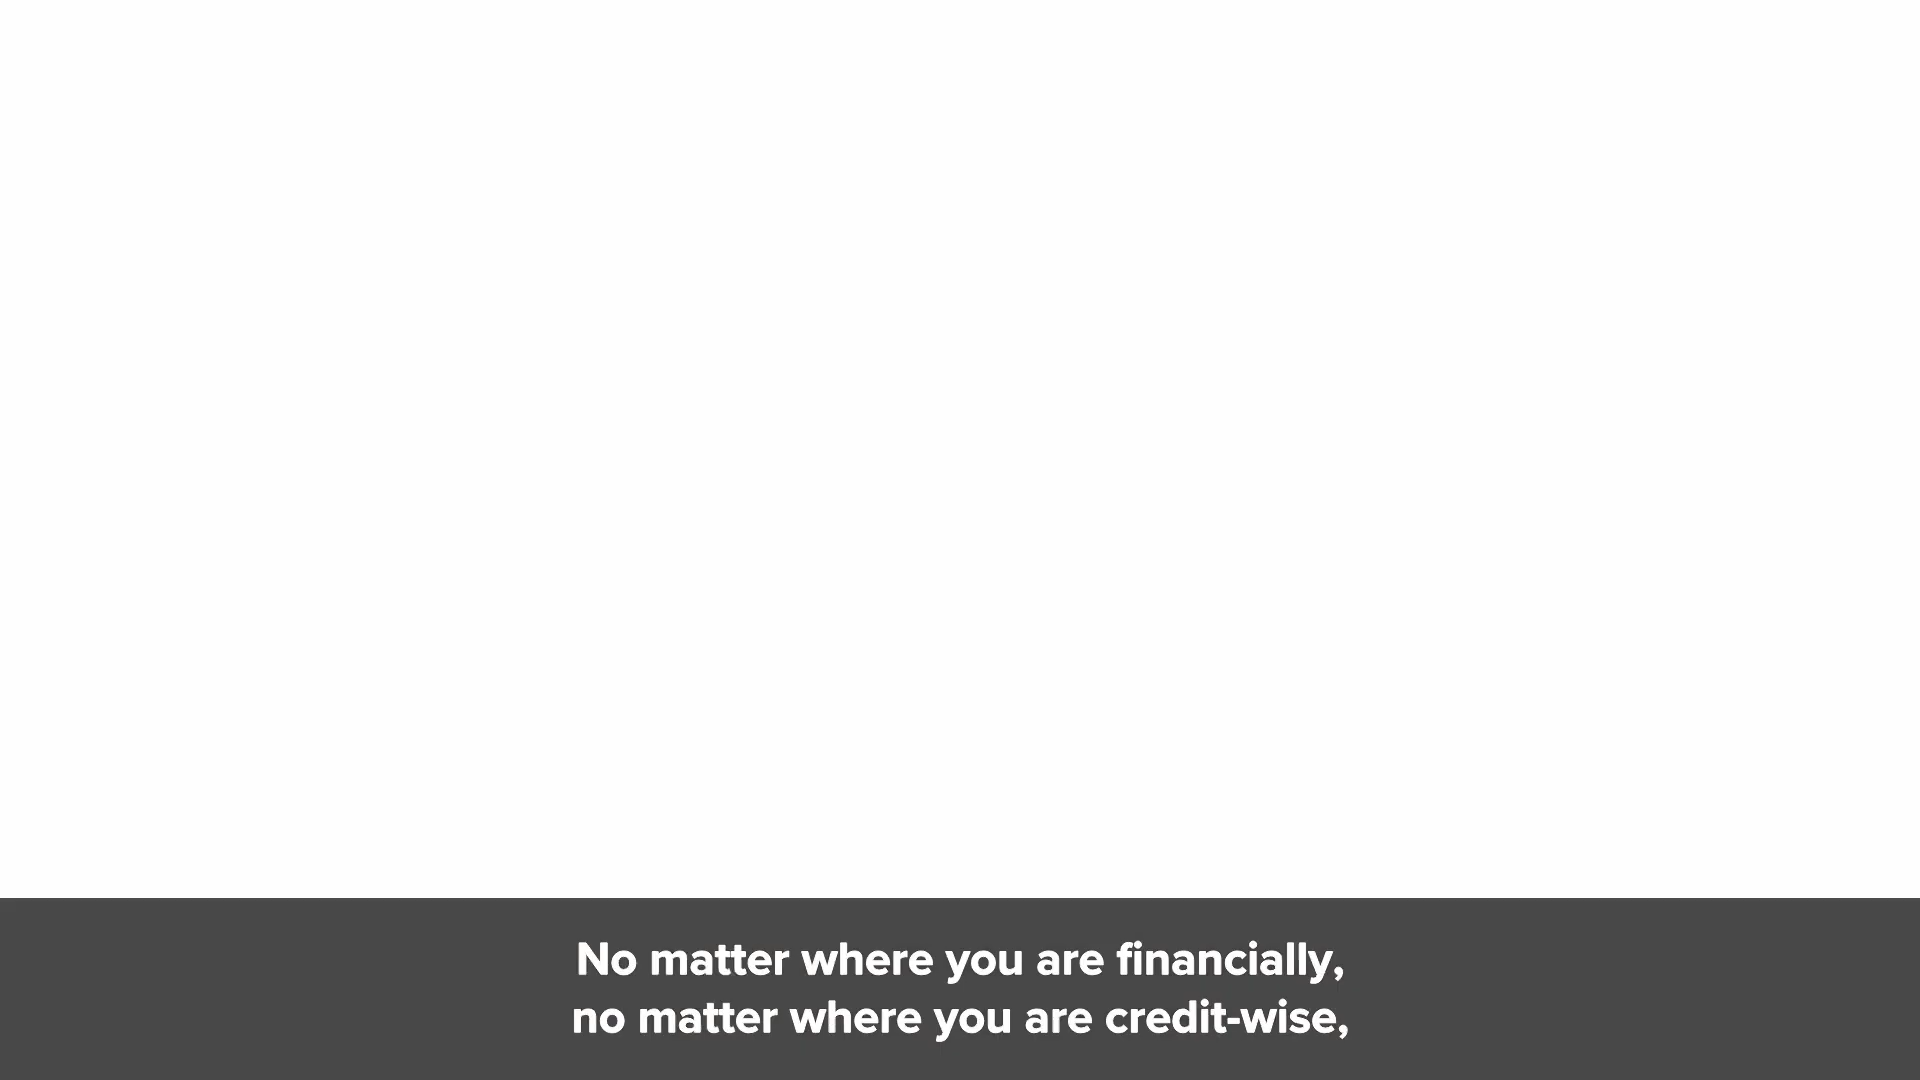 No matter where you are financially,
no matter where you are credit-wise,